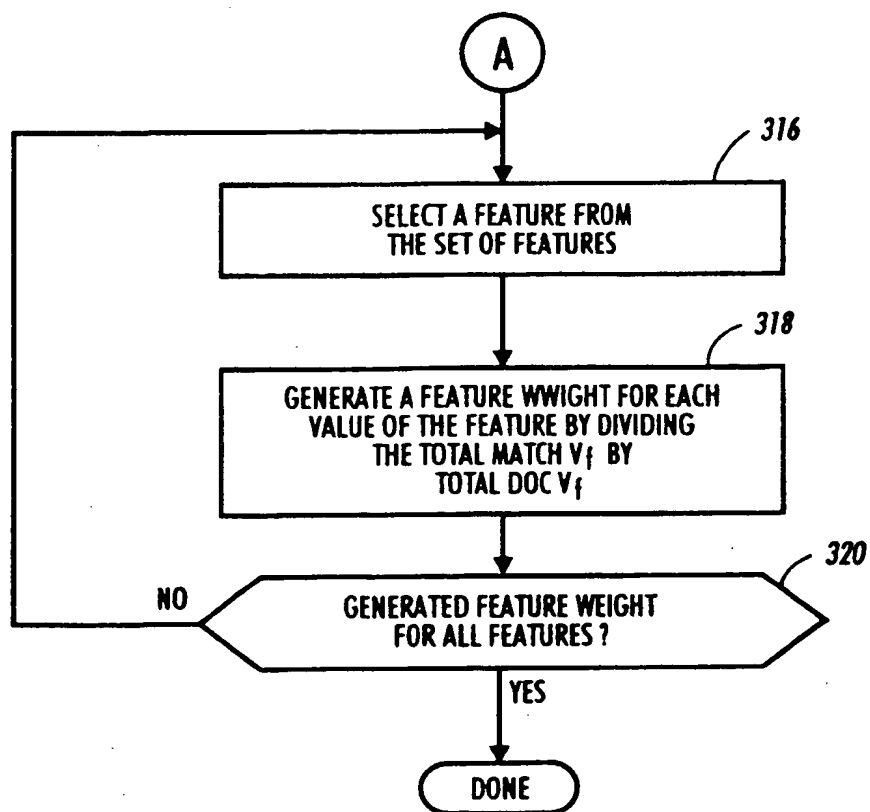 A
316
SELECT A FEATURE FROM
THE SET OF FEATURES
318
GENERATE A FEATURE WWIGHT FOR EACH
VALUE OF THE FEATURE BY DIVIDING
THE TOTAL MATCH Vf BY
TOTAL DOC Vf
320
NO
GENERATED FEATURE WEIGHT
FOR ALL FEATURES ?
YES
DONE